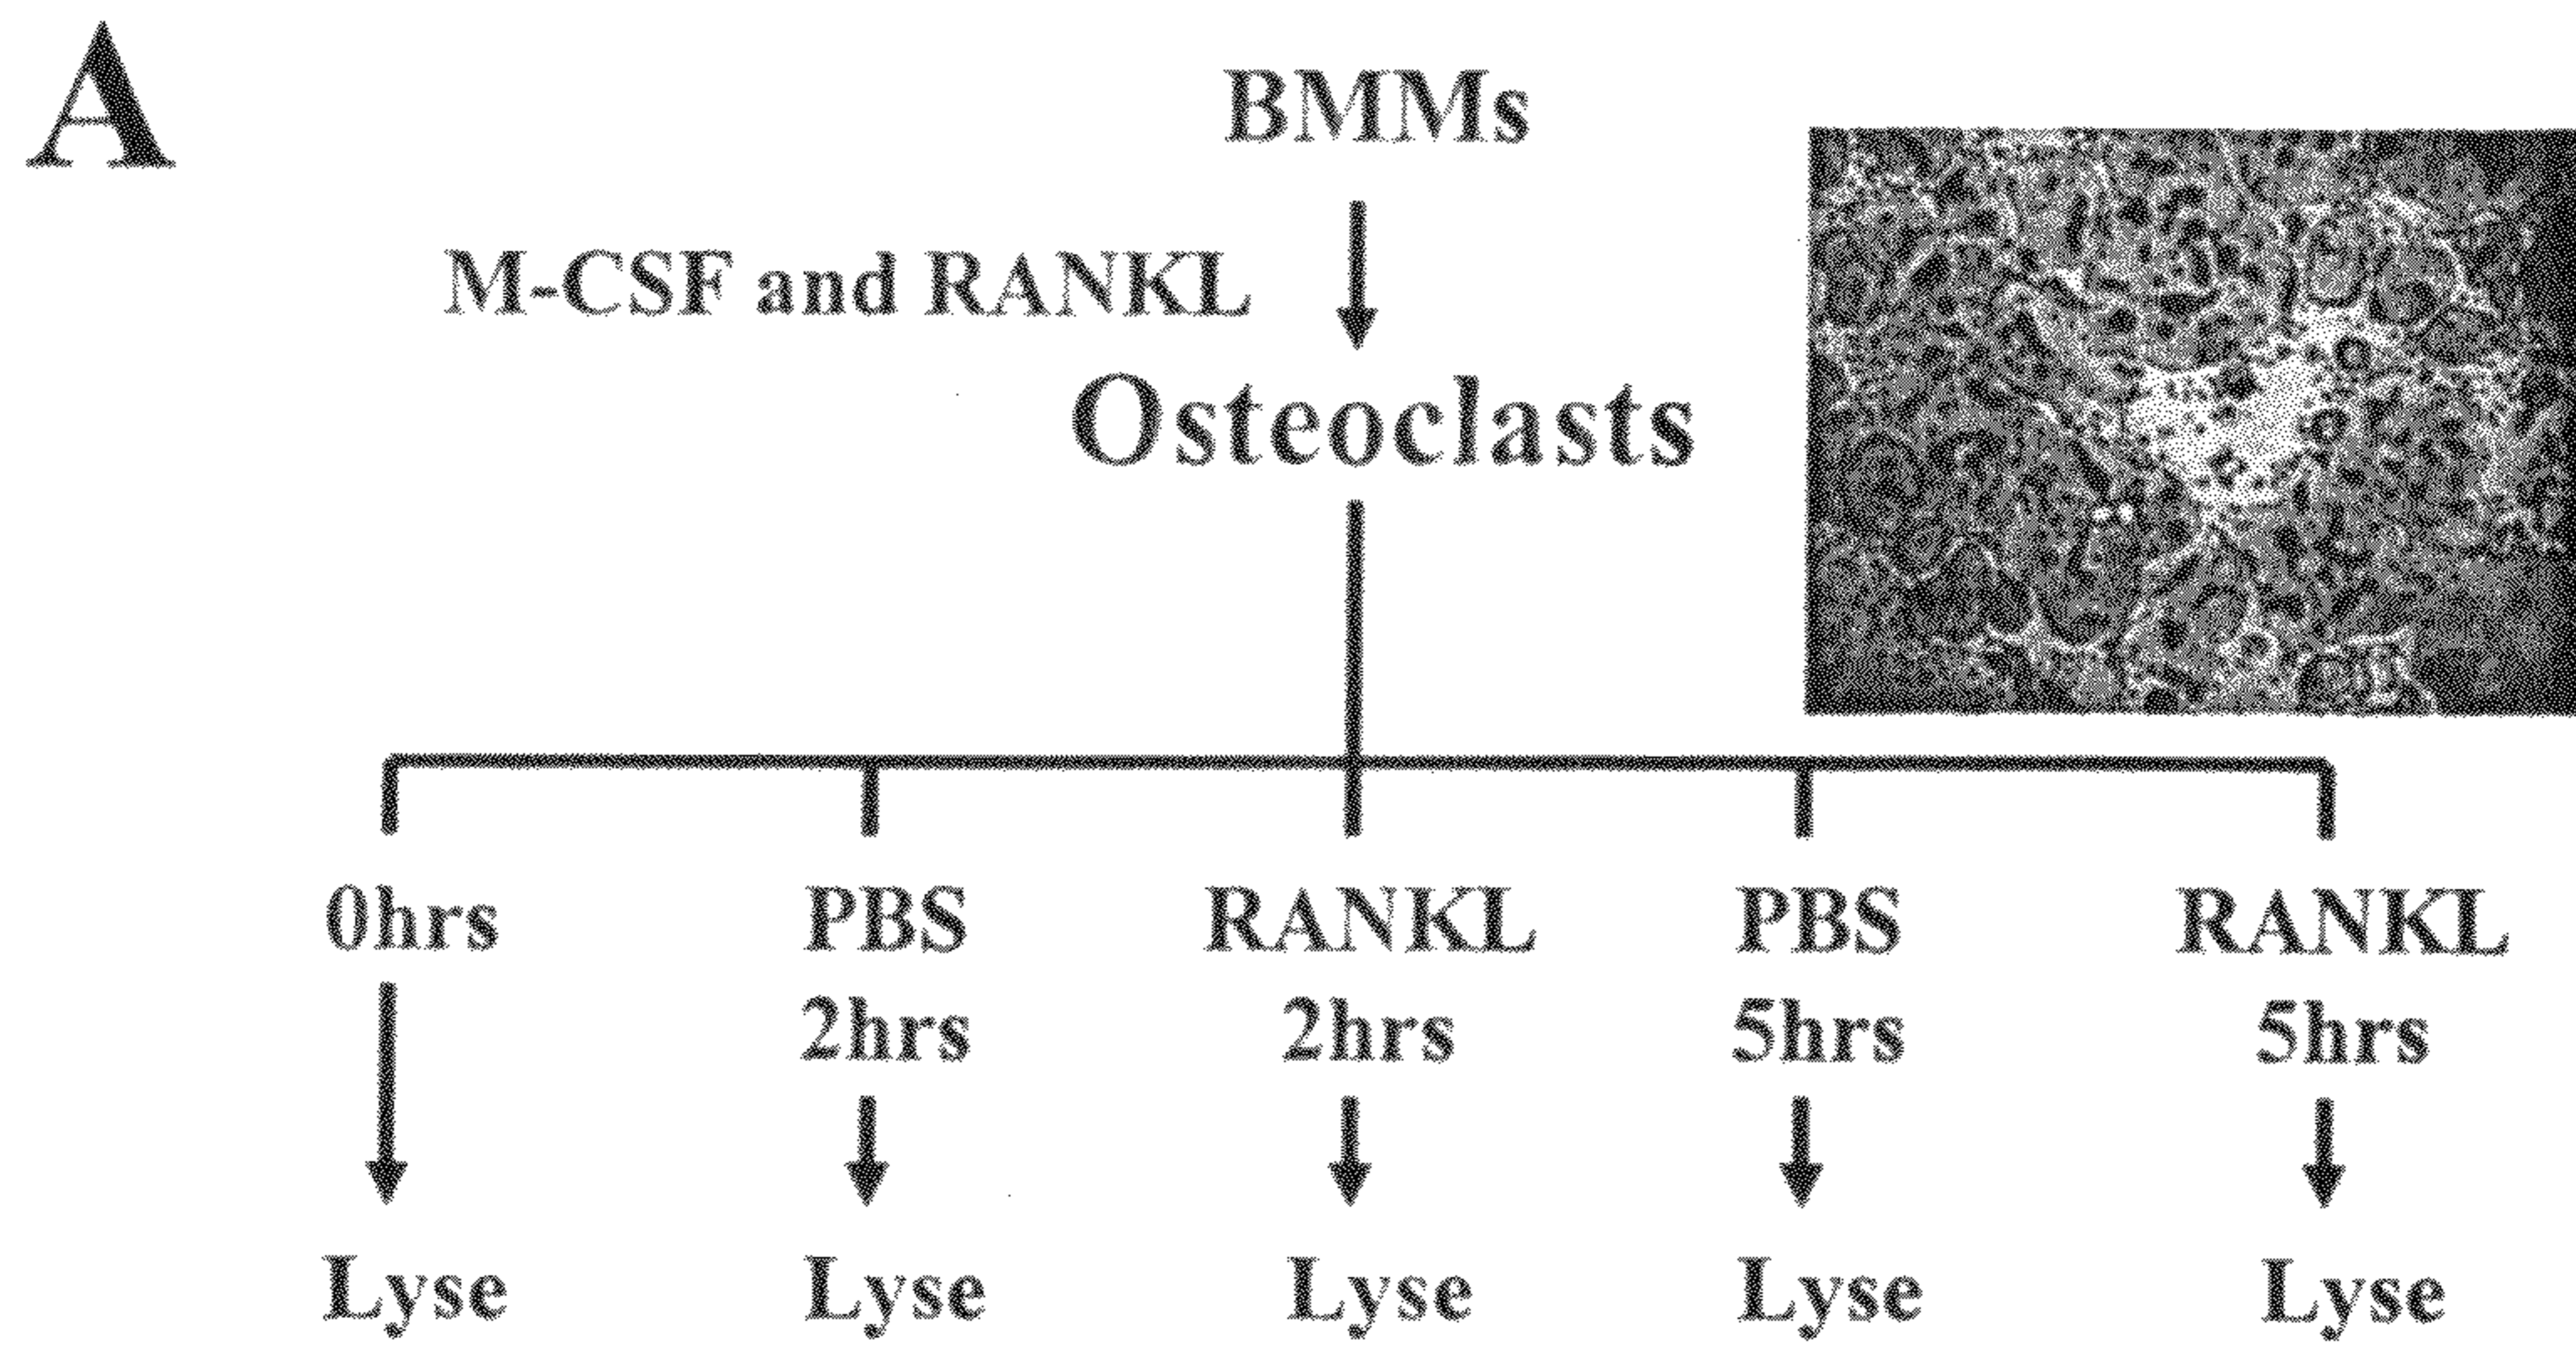 A
BMMs
M-CSF and RANKL
Osteoclasts
0hrs PBS RANKL PBS RANKL
2hrs 2hrs 5hrs 5hrs
Lyse Lyse Lyse Lyse Lyse